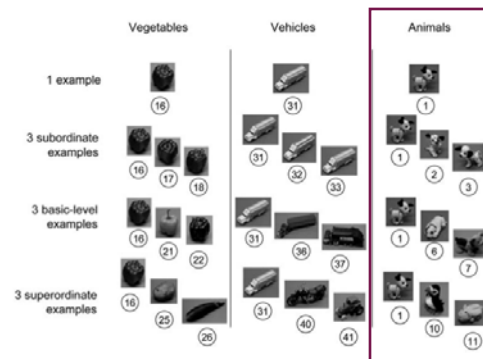 Vegetables Vehicles Animals
1 example
16 31 1
3 subordinate
examples
16 17 18 31 32 33 1 2 3
3 basic-level
examples
16 21 22 31 36 37 1 6 7
3 superordinate
examples
16 25 26 31 40 41 1 10 11